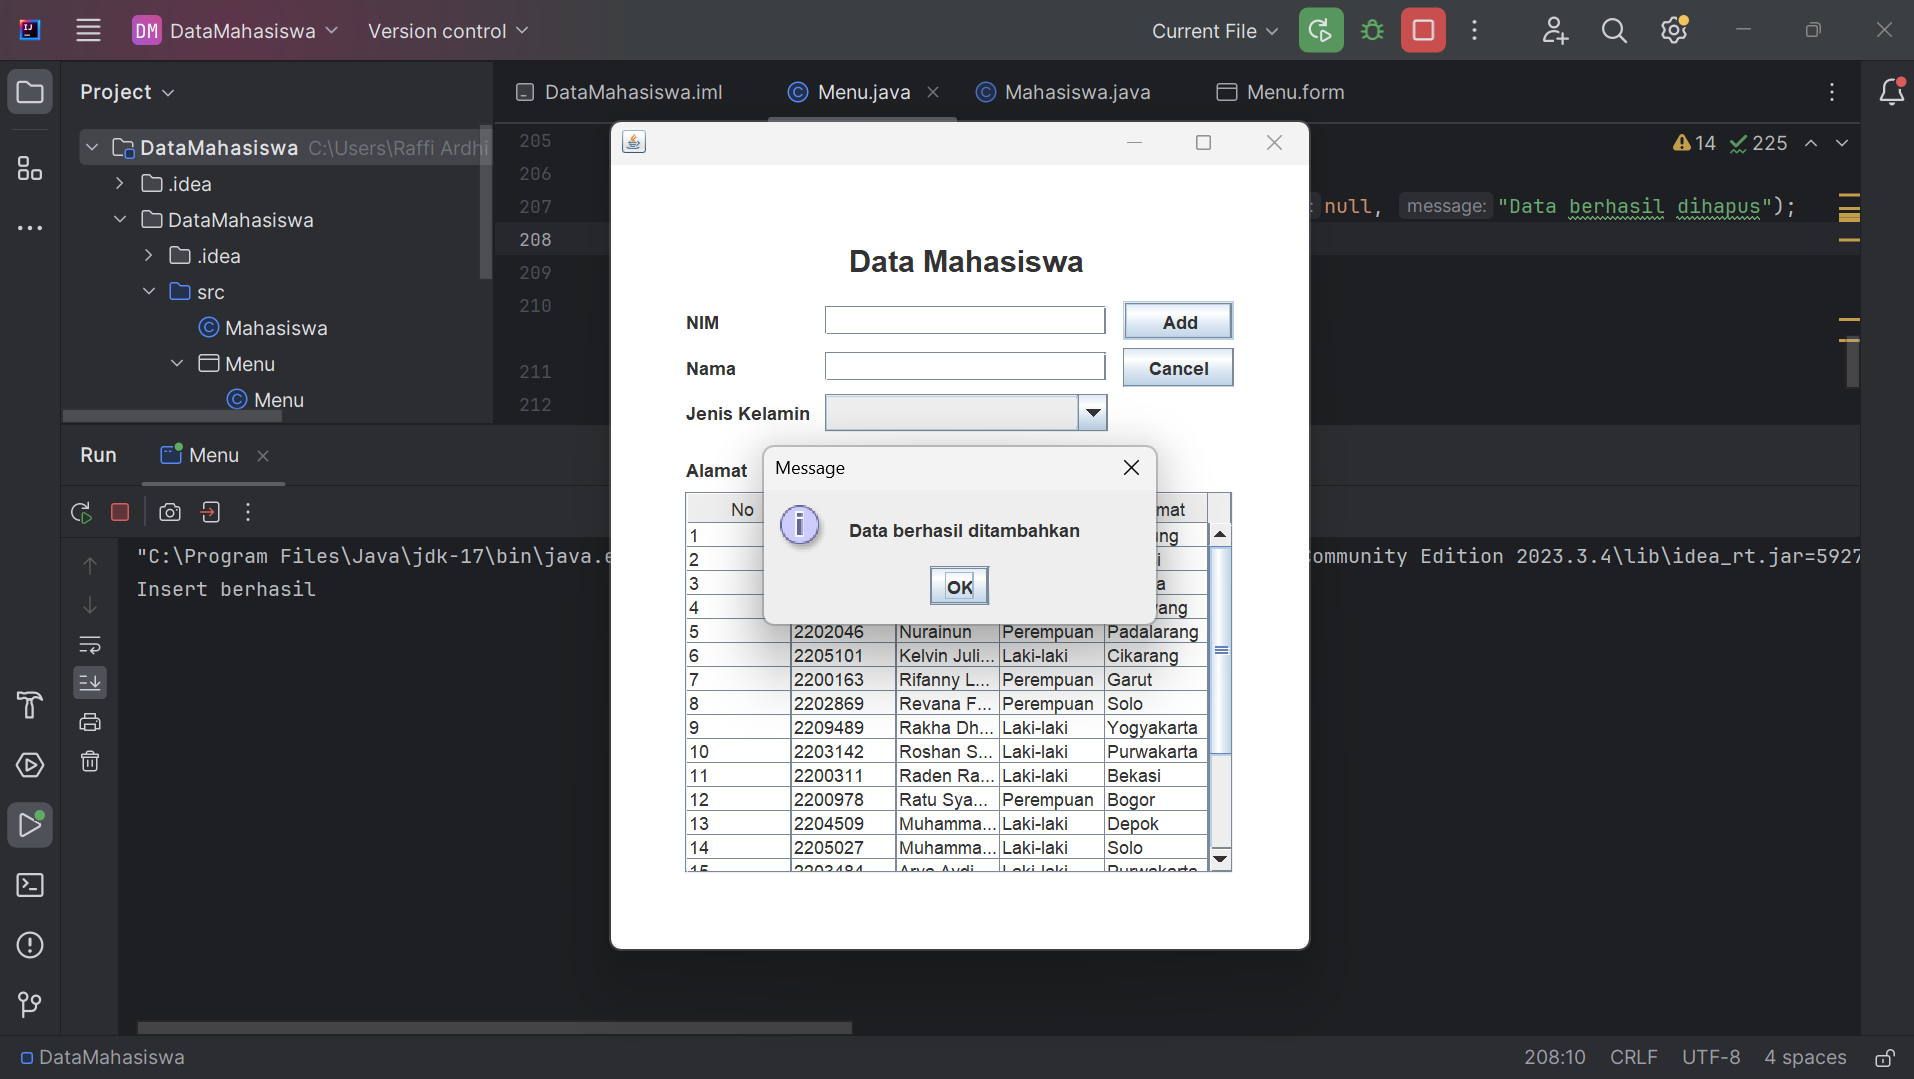 DM DataMahasiswa Version control Current File
Project
DataMahasiswa.iml Menu.java Mahasiswa.java Menu.form
DataMahasiswa C:\Users\Raffi Ardhi
.idea
DataMahasiswa
.idea
src
Mahasiswa
Menu
Menu
205
206
207 null, message: "Data berhasil dihapus");
208
209
210
211
212
14 225
Run Menu
"C:\Program Files\Java\jdk-17\bin\java.e
ommunity Edition 2023.3.4\lib\idea_rt.jar=5927
Insert berhasil
Data Mahasiswa
NIM Add
Nama Cancel
Jenis Kelamin
Alamat
Message
Data berhasil ditambahkan
OK
No mat
1 ng
2 i
3 a
4 ang
5 2202046 Nurainun Perempuan Padalarang
6 2205101 Kelvin Juli... Laki-laki Cikarang
7 2200163 Rifanny L... Perempuan Garut
8 2202869 Revana F... Perempuan Solo
9 2209489 Rakha Dh... Laki-laki Yogyakarta
10 2203142 Roshan S... Laki-laki Purwakarta
11 2200311 Raden Ra... Laki-laki Bekasi
12 2200978 Ratu Sya... Perempuan Bogor
13 2204509 Muhamma... Laki-laki Depok
14 2205027 Muhamma... Laki-laki Solo
15 2203484 Laki-laki Purwakarta
DataMahasiswa 208:10 CRLF UTF-8 4 spaces